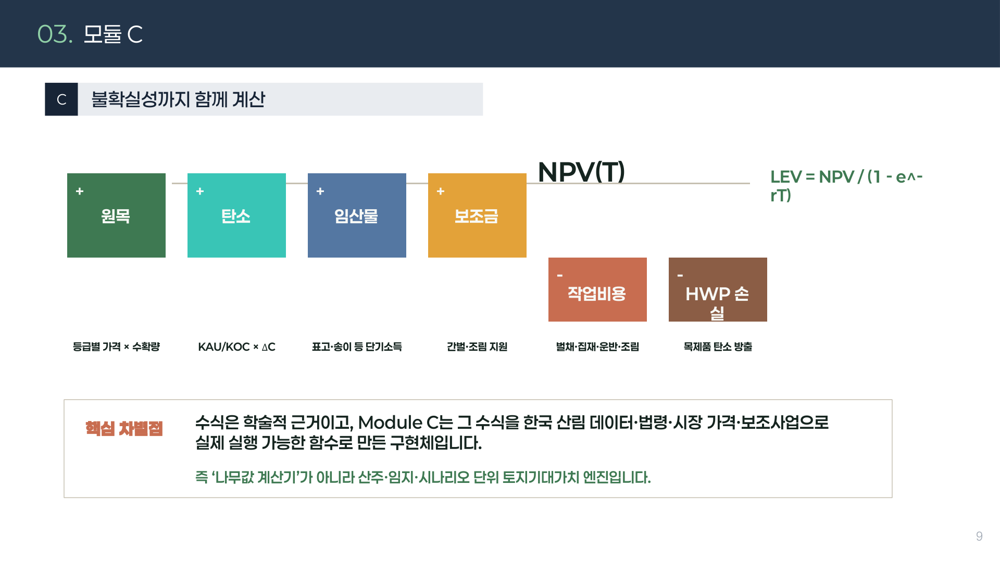 03. 모듈 C
C
불확실성까지 함께 계산
NPV(T)
LEV = NPV / (1 - e^-
rT)
+
원목
+
탄소
+
임산물
+
보조금
-
작업비용
-
HWP 손
실
등급별 가격 × 수확량
KAU/KOC × ΔC
표고·송이 등 단기소득
간벌·조림 지원
벌채·집재·운반·조림
목제품 탄소 방출
핵심 차별점
수식은 학술적 근거이고, Module C는 그 수식을 한국 산림 데이터·법령·시장 가격·보조사업으로
실제 실행 가능한 함수로 만든 구현체입니다.
즉 ‘나무값 계산기’가 아니라 산주·임지·시나리오 단위 토지기대가치 엔진입니다.
9